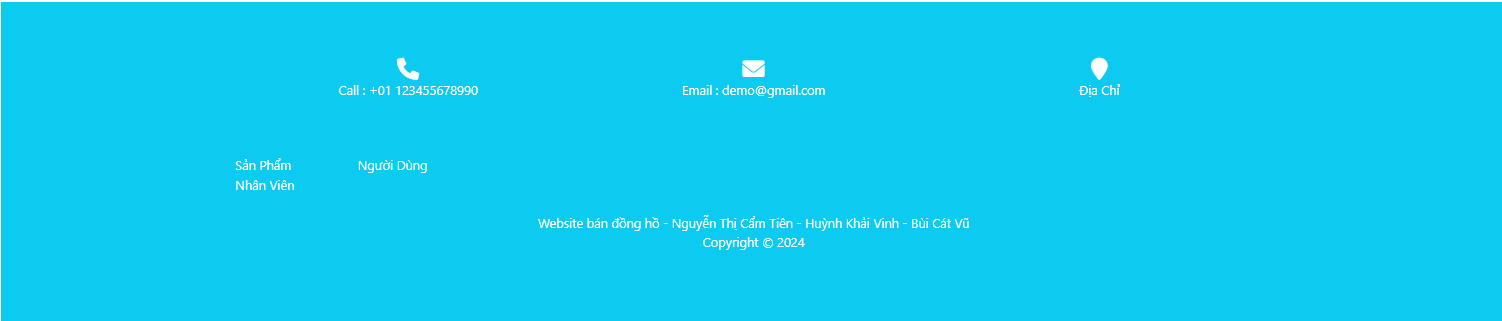 Call : +01 123455678990
Email : demo@gmail.com
Địa Chỉ
Sản Phẩm
Người Dùng
Nhân Viên
Website bán đồng hồ - Nguyễn Thị Cẩm Tiên - Huỳnh Khải Vinh - Bùi Cát Vũ
Copyright © 2024